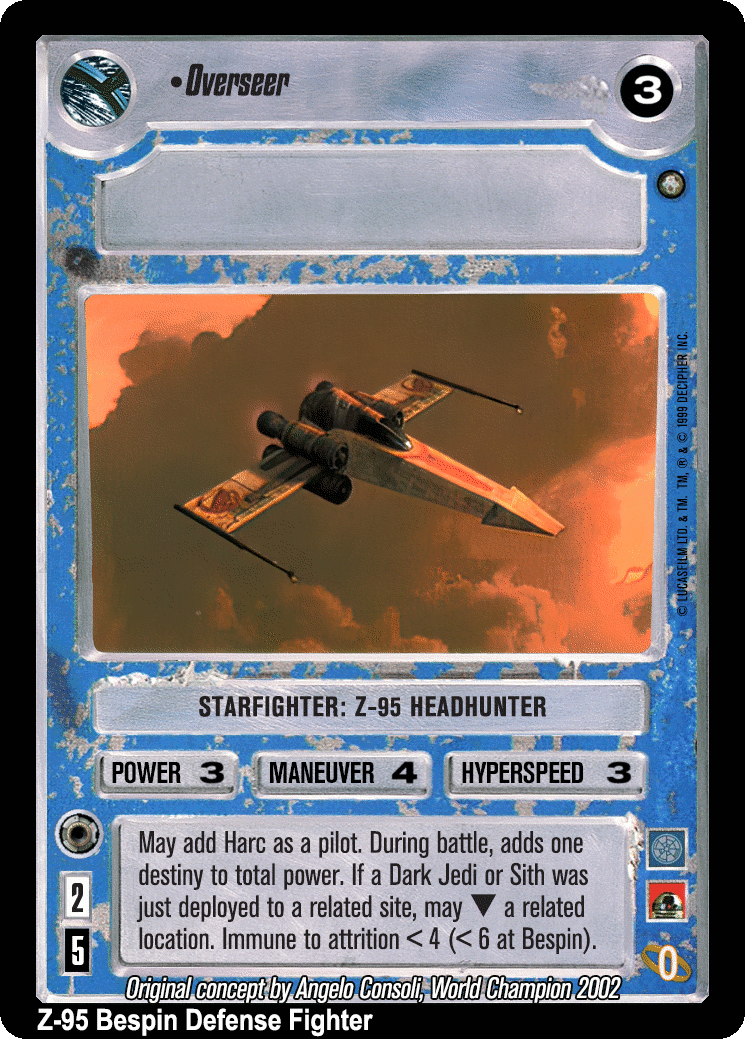 • Overseer
3
© LUCASFILM LTD. & TM. TM, ® & © 1999 DECIPHER INC.
STARFIGHTER: Z-95 HEADHUNTER
POWER 3 MANEUVER 4 HYPERSPEED 3
May add Harc as a pilot. During battle, adds one
destiny to total power. If a Dark Jedi or Sith was
just deployed to a related site, may ▼ a related
location. Immune to attrition < 4 (< 6 at Bespin).
2
5
0
Original concept by Angelo Consoli, World Champion 2002
Z-95 Bespin Defense Fighter